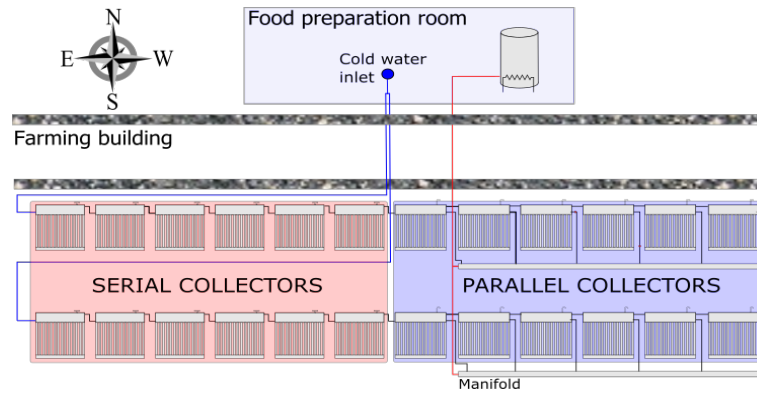 N
Food preparation room
Cold water
inlet
E
W
S
Farming building
SERIAL COLLECTORS
PARALLEL COLLECTORS
Manifold